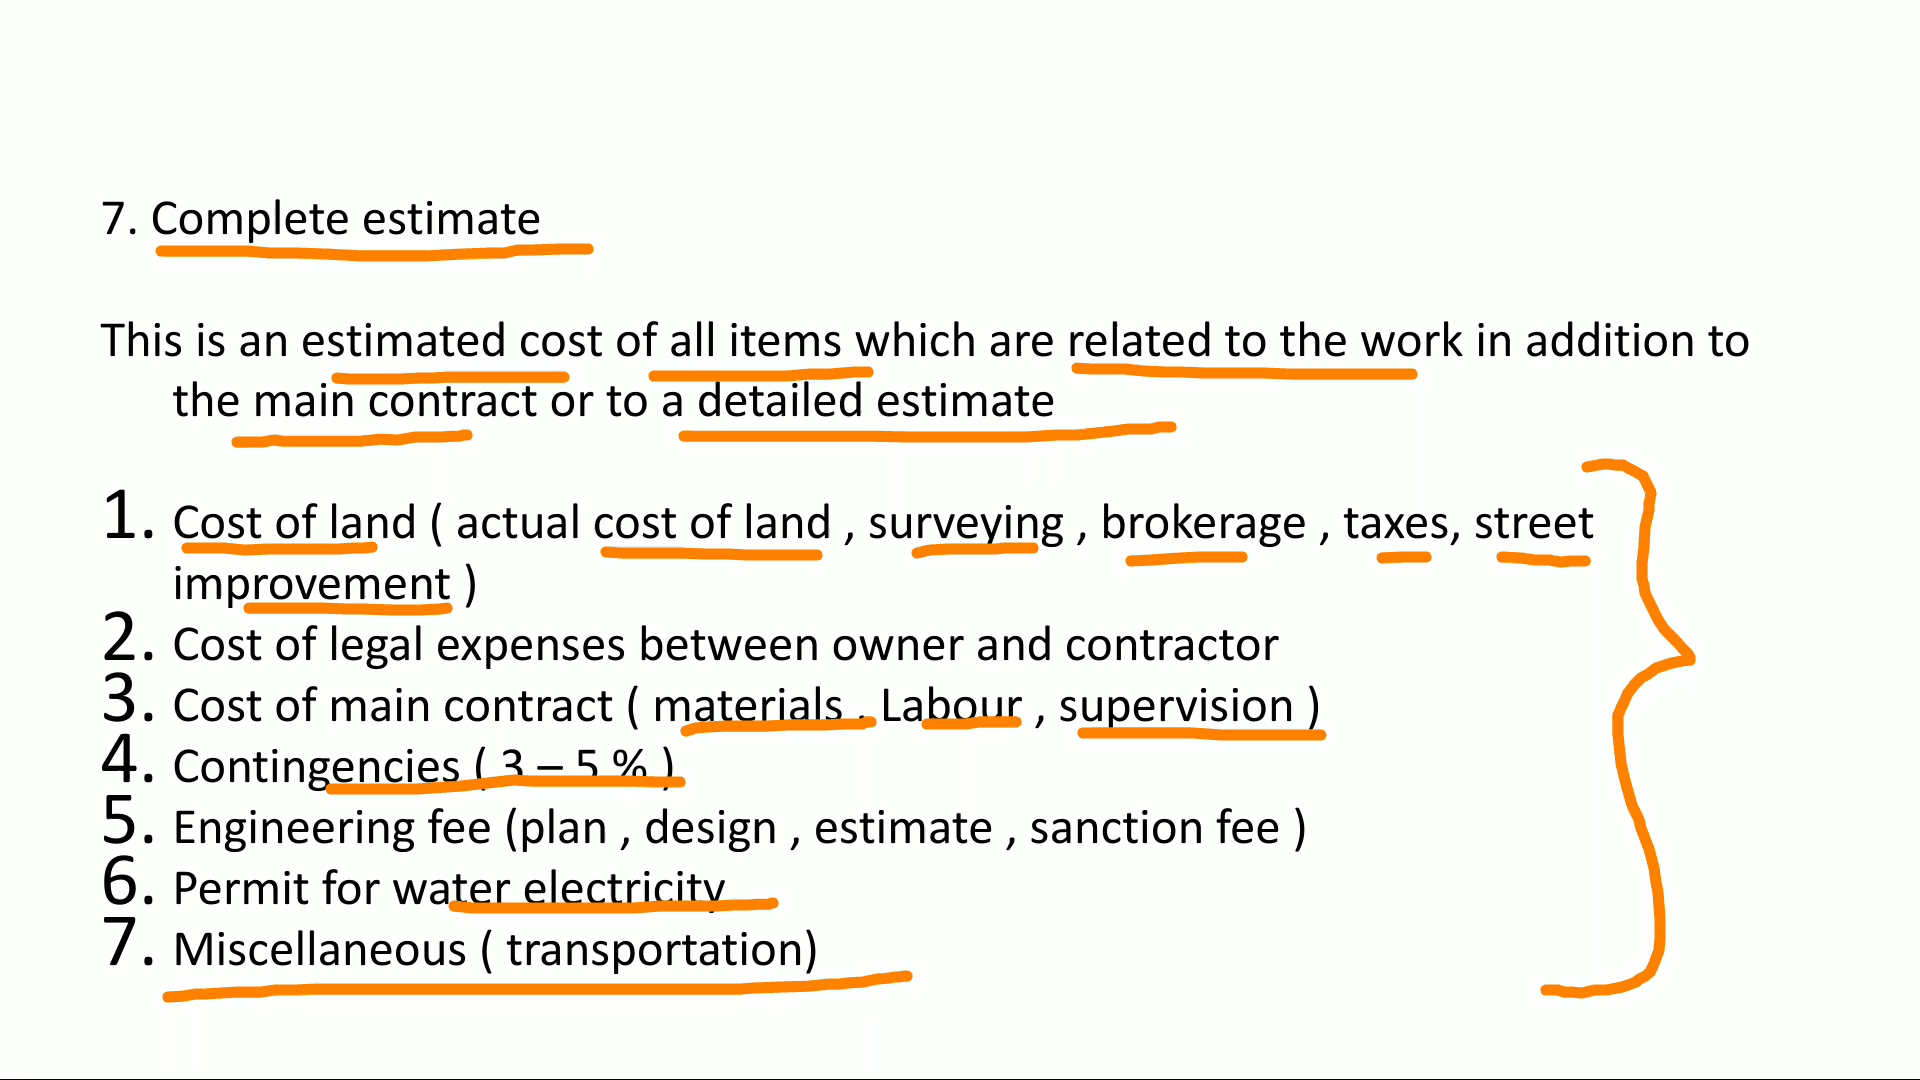 7. Complete estimate
This is an estimated cost of all items which are related to the work in addition to
the main contract or to a detailed estimate
1. Cost of land ( actual cost of land , surveying , brokerage , taxes, street
improvement )
2. Cost of legal expenses between owner and contractor
3. Cost of main contract ( materials , Labour , supervision )
4. Contingencies ( 3 – 5 % )
5. Engineering fee (plan , design , estimate , sanction fee )
6. Permit for water electricity
7. Miscellaneous ( transportation)